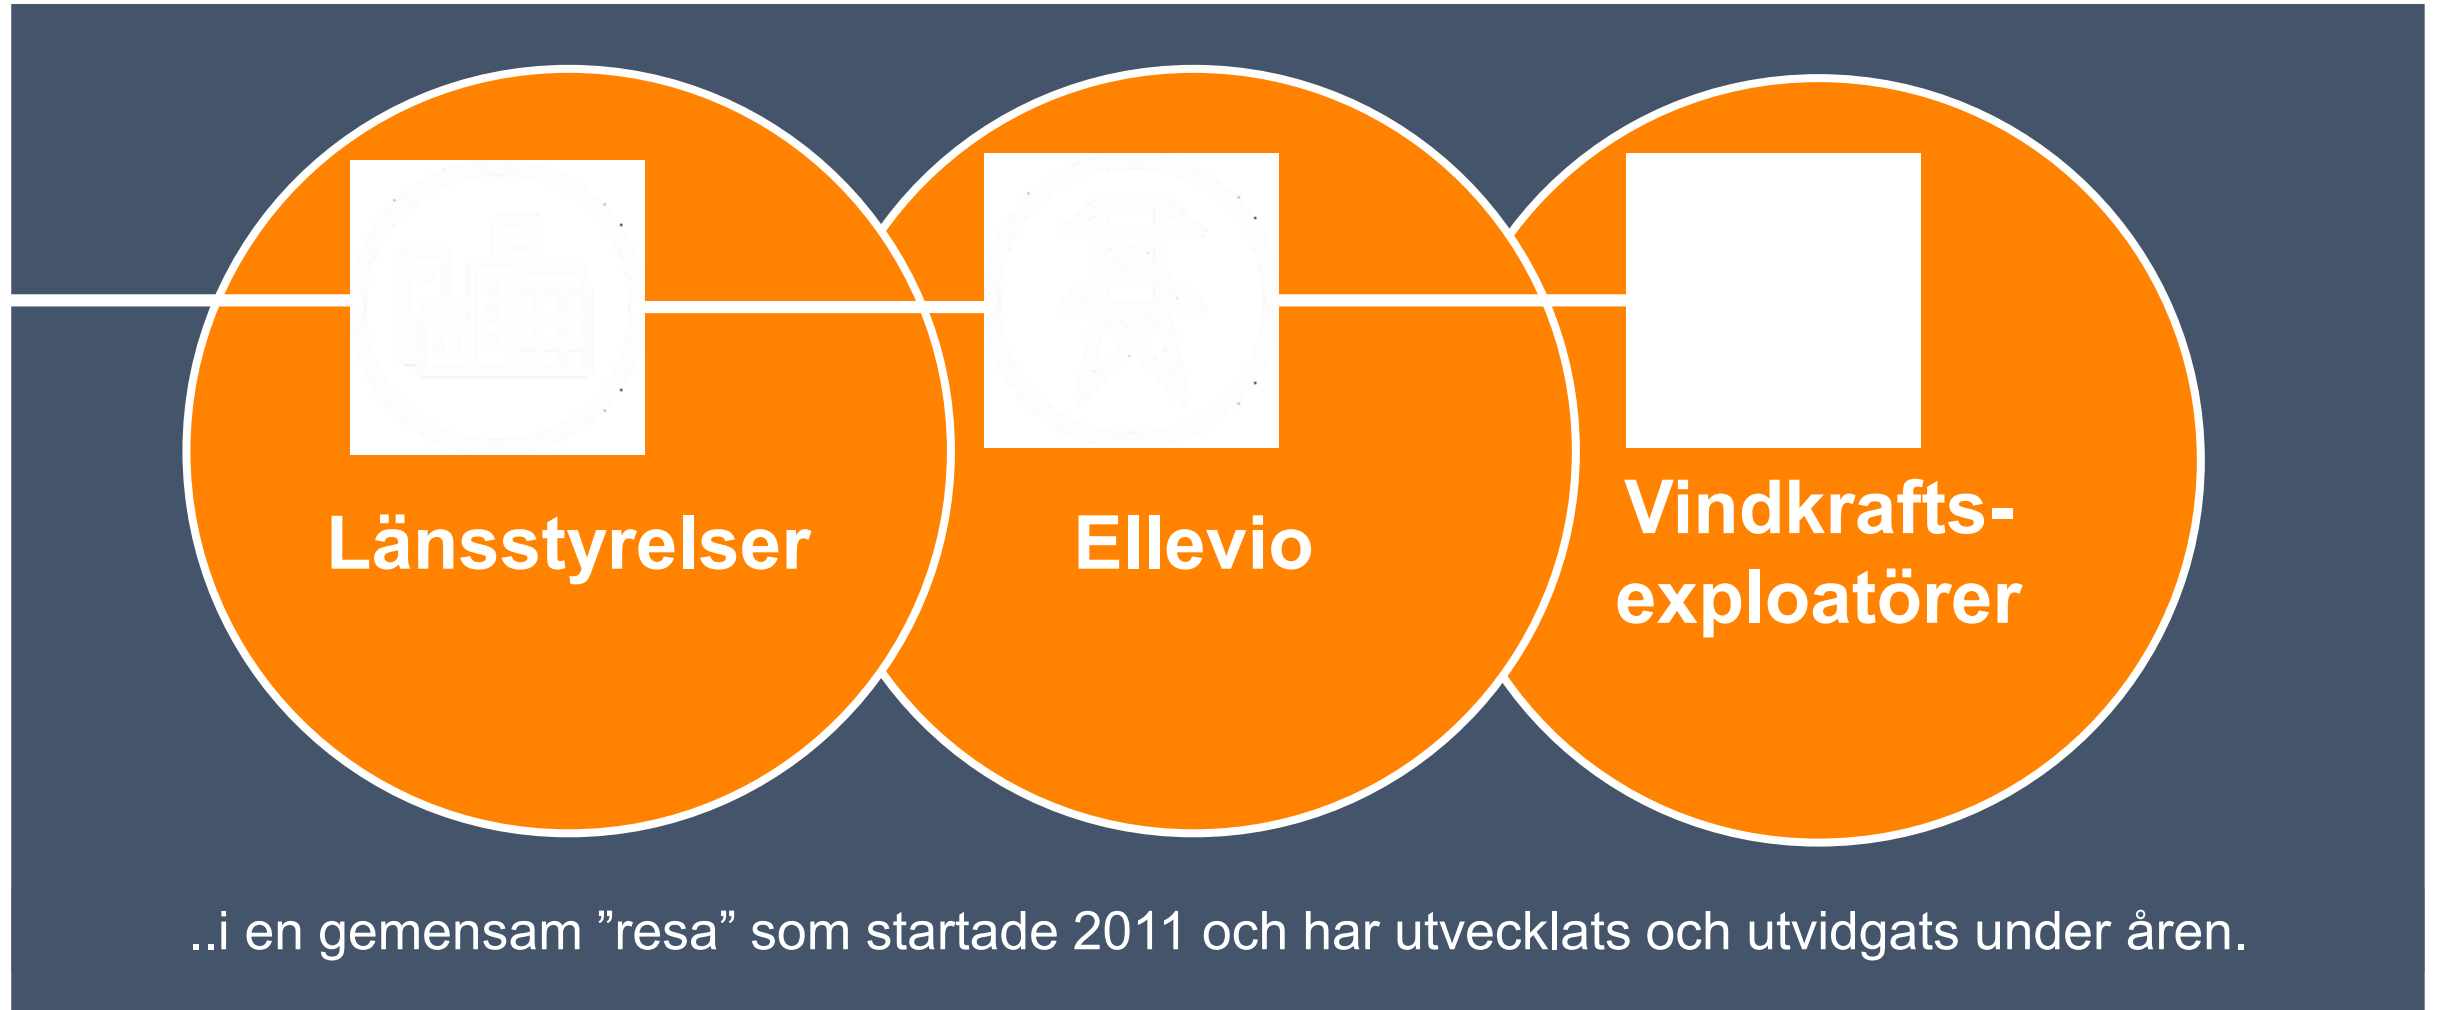 Länsstyrelser
Ellevio
Vindkrafts-
exploatörer
..i en gemensam ”resa” som startade 2011 och har utvecklats och utvidgats under åren.